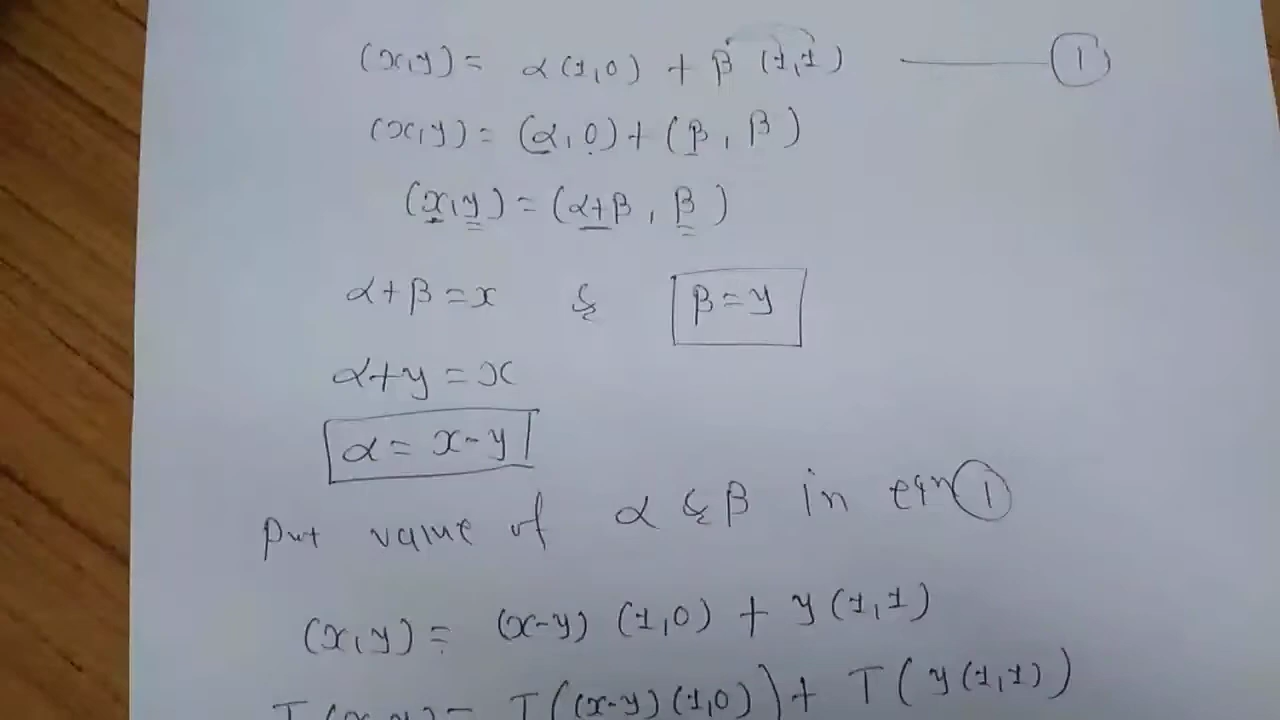 (x,y) = α(1,0) + β (1,1) ——— ①
(x,y) = (α,0) + (β, β)
(x,y) = (α+β, β)
α+β = x & β = y
α+y = x
α = x-y
Put value of α & β in eqn ①
(x,y) = (x-y) (1,0) + y (1,1)
T(x,y) = T((x-y)(1,0)) + T(y(1,1))